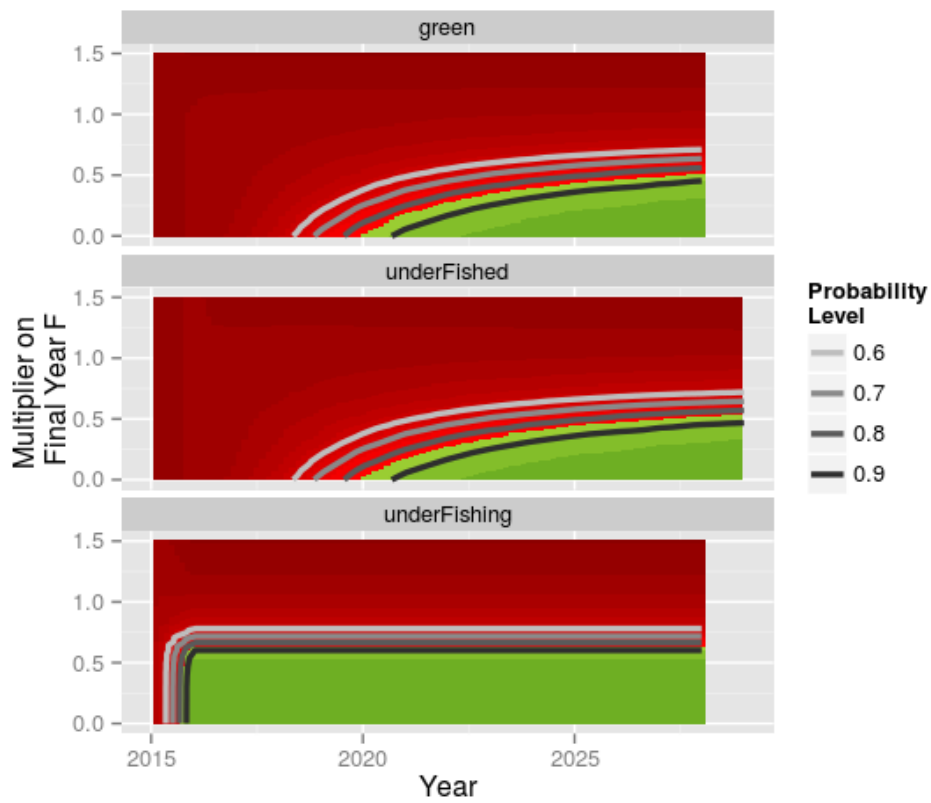 green
1.5
1.0
0.5
0.0
underFished
1.5
1.0
0.5
0.0
underFishing
1.5
1.0
0.5
0.0
2015 2020 2025
Year
Multiplier on
Final Year F
Probability
Level
0.6
0.7
0.8
0.9